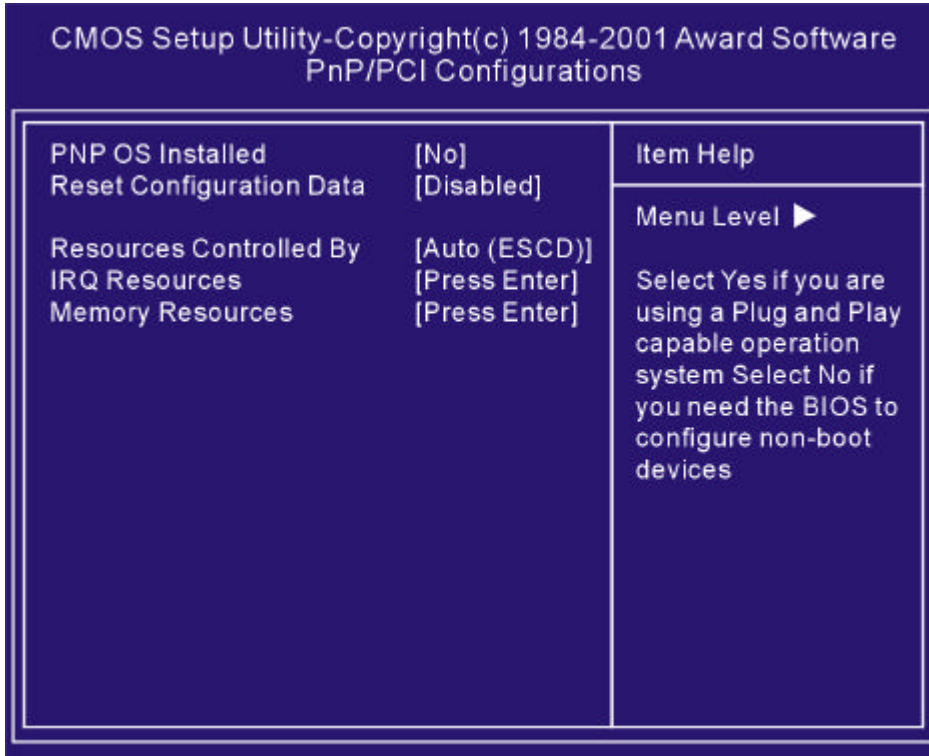 CMOS Setup Utility-Copyright(c) 1984-2001 Award Software
PnP/PCI Configurations
PNP OS Installed [No]
Reset Configuration Data [Disabled]
Resources Controlled By [Auto (ESCD)]
IRQ Resources [Press Enter]
Memory Resources [Press Enter]
Item Help
Menu Level ▶
Select Yes if you are
using a Plug and Play
capable operation
system Select No if
you need the BIOS to
configure non-boot
devices